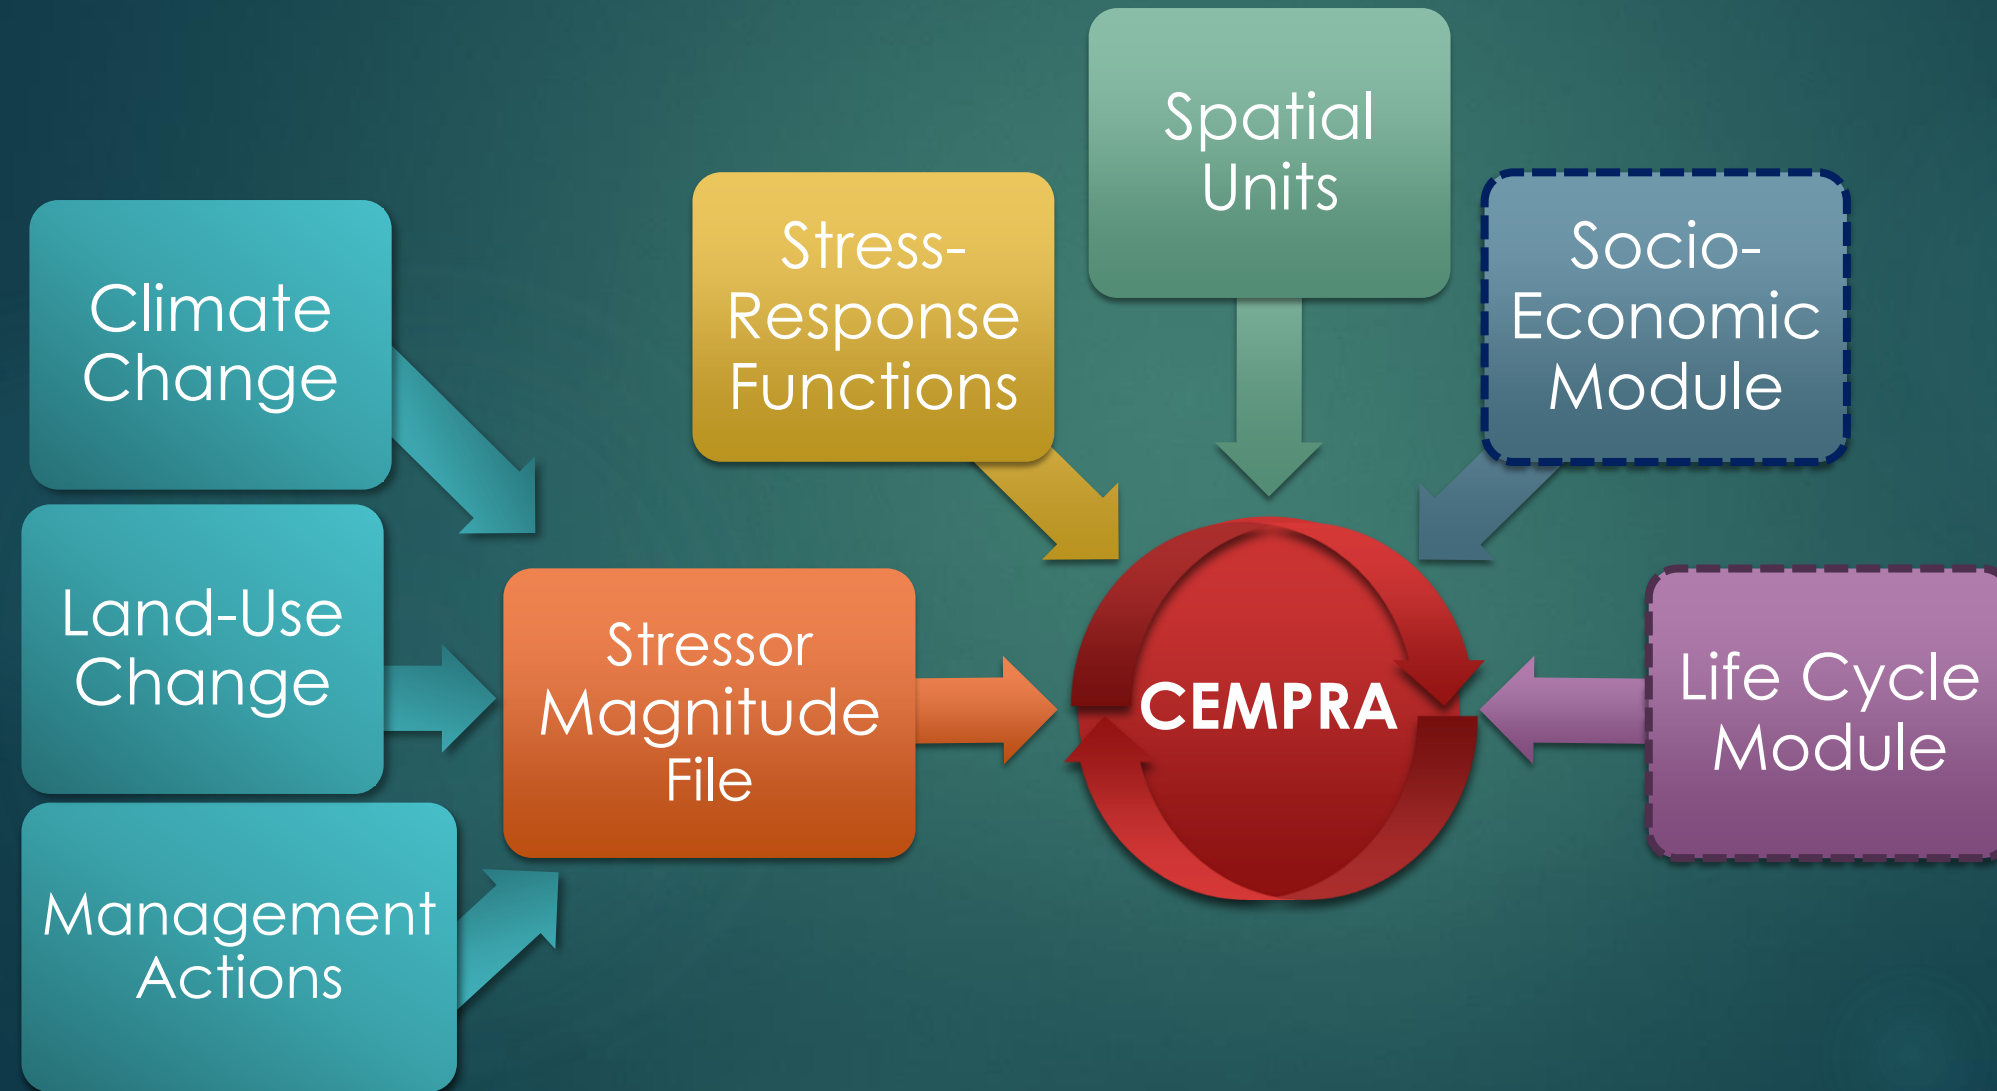 Climate
Change
Land-Use
Change
Management
Actions
Stressor
Magnitude
File
Stress-
Response
Functions
Spatial
Units
Socio-
Economic
Module
Life Cycle
Module
CEMPRA